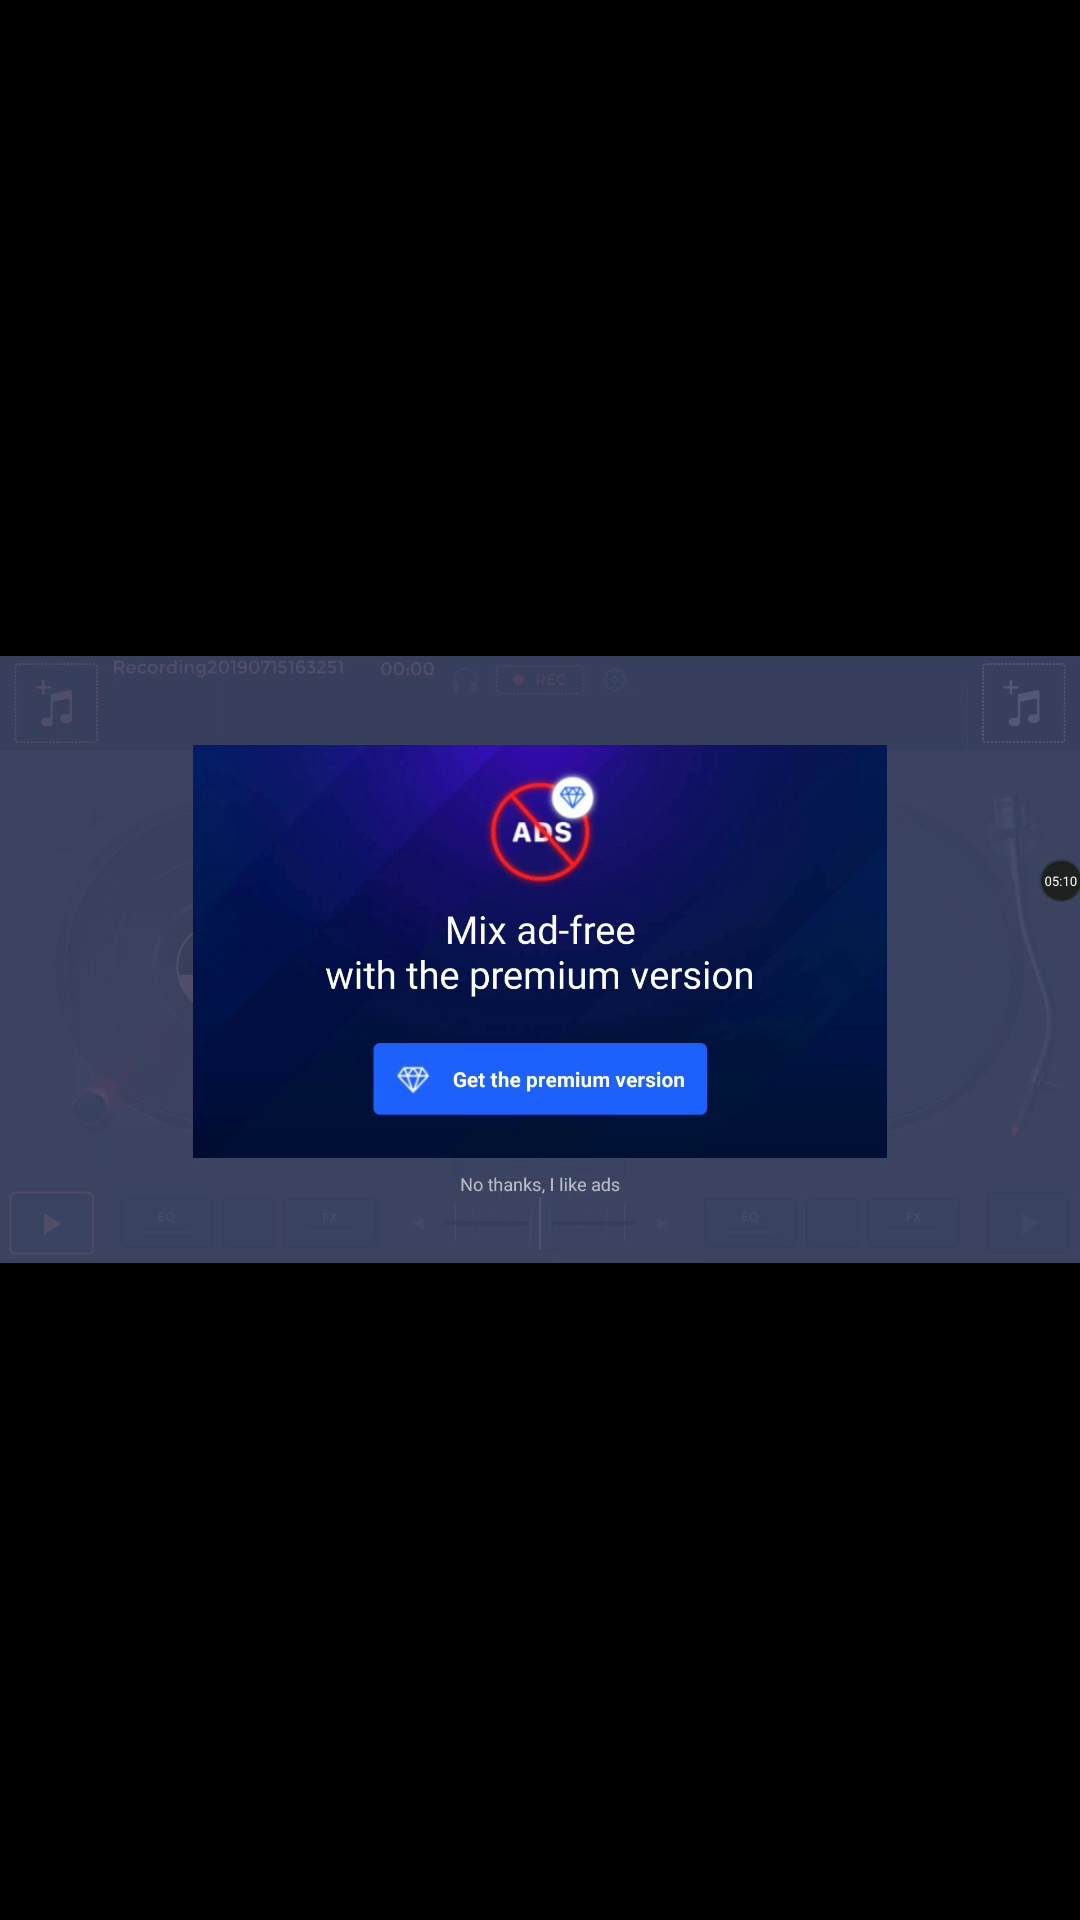 Recording20190715163251 00:00 REC
ADS
05:10
Mix ad-free
with the premium version
Get the premium version
No thanks, I like ads
EQ FX EQ FX